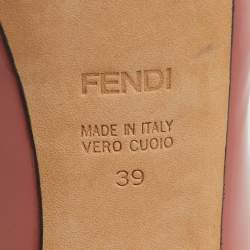 FENDI
MADE IN ITALY
VERO CUOIO
39